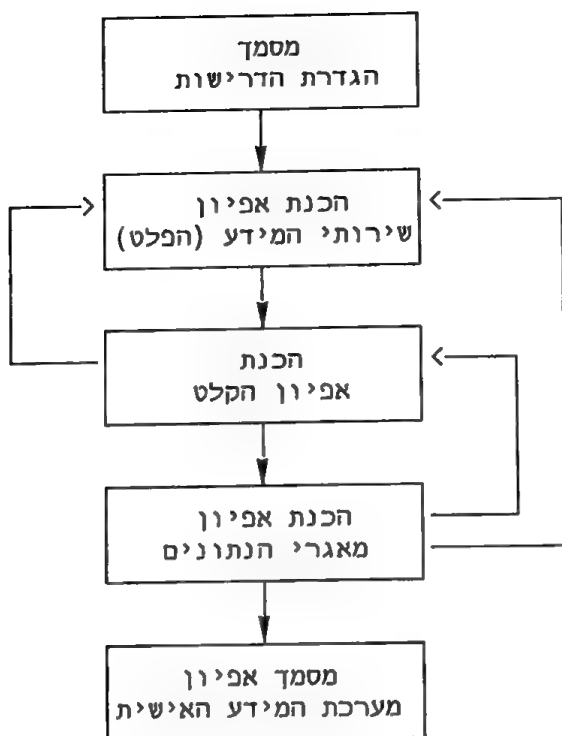 מסמך
הגדרת הדרישות
הכנת אפיון
שירותי המידע (הפלט)
הכנת
אפיון הקלט
הכנת אפיון
מאגרי הנתונים
מסמך אפיון
מערכת המידע האישית